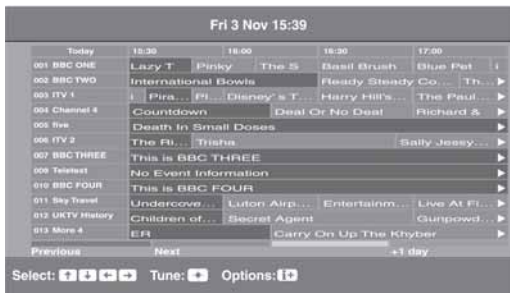 Fri 3 Nov 15:39
Today 15:30 16:00 16:30 17:00
001 BBC ONE Lazy T Pinky The S Basil Brush Blue Pet i
002 BBC TWO International Bowls Ready Steady Co... Th...
003 ITV 1 i Pira... Pl... Disney's T... Harry Hill's... The Paul...
004 Channel 4 Countdown Deal Or No Deal Richard &
005 five Death In Small Doses
006 ITV 2 The Ri... Trisha Sally Jessy...
007 BBC THREE This is BBC THREE
009 Teletext No Event Information
010 BBC FOUR This is BBC FOUR
011 Sky Travel Undercove... Luton Airp... Entertainm... Live At Fi...
012 UKTV History Children of... Secret Agent Gunpowd...
013 More 4 ER Carry On Up The Khyber
Previous Next +1 day
Select: Tune: Options: i+